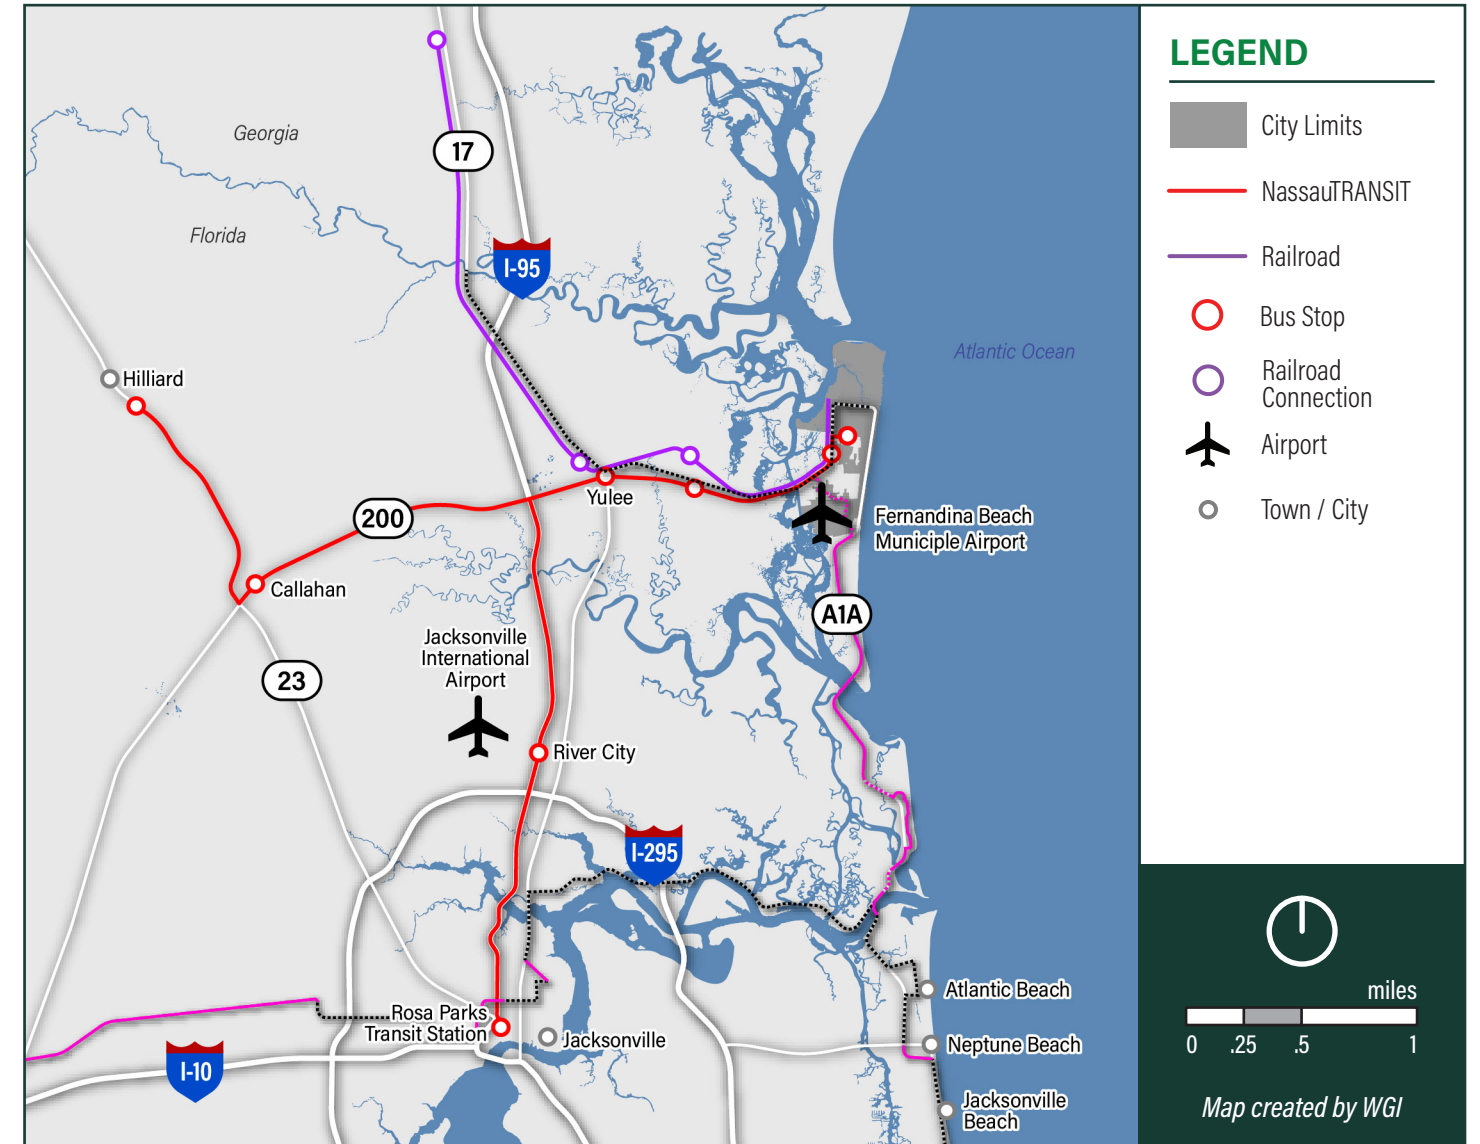 Georgia
17
Florida
I-95
Hilliard
Atlantic Ocean
Yulee
200
Fernandina Beach
Municiple Airport
Callahan
A1A
Jacksonville
International
Airport
23
River City
I-295
Atlantic Beach
Rosa Parks
Transit Station
Jacksonville
Neptune Beach
I-10
Jacksonville
Beach
LEGEND
City Limits
NassauTRANSIT
Railroad
Bus Stop
Railroad
Connection
Airport
Town / City
miles
0 .25 .5 1
Map created by WGI